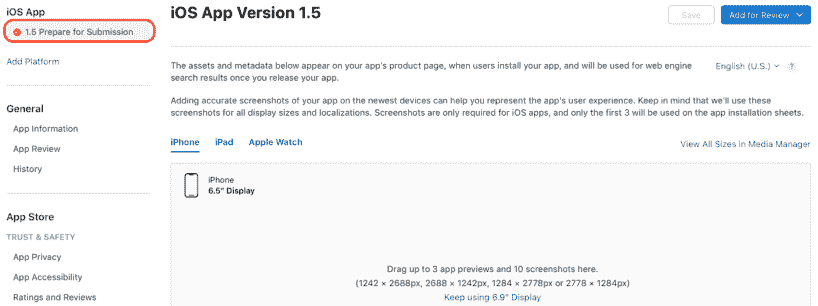 iOS App
1.5 Prepare for Submission
Add Platform
General
App Information
App Review
History
App Store
TRUST & SAFETY
App Privacy
App Accessibility
Ratings and Reviews
iOS App Version 1.5
Save
Add for Review
The assets and metadata below appear on your app's product page, when users install your app, and will be used for web engine
search results once you release your app.
English (U.S.)
?
Adding accurate screenshots of your app on the newest devices can help you represent the app's user experience. Keep in mind that we'll use these
screenshots for all display sizes and localizations. Screenshots are only required for iOS apps, and only the first 3 will be used on the app installation sheets.
iPhone iPad Apple Watch
View All Sizes in Media Manager
iPhone
6.5" Display
Drag up to 3 app previews and 10 screenshots here.
(1242 × 2688px, 2688 × 1242px, 1284 × 2778px or 2778 × 1284px)
Keep using 6.9" Display